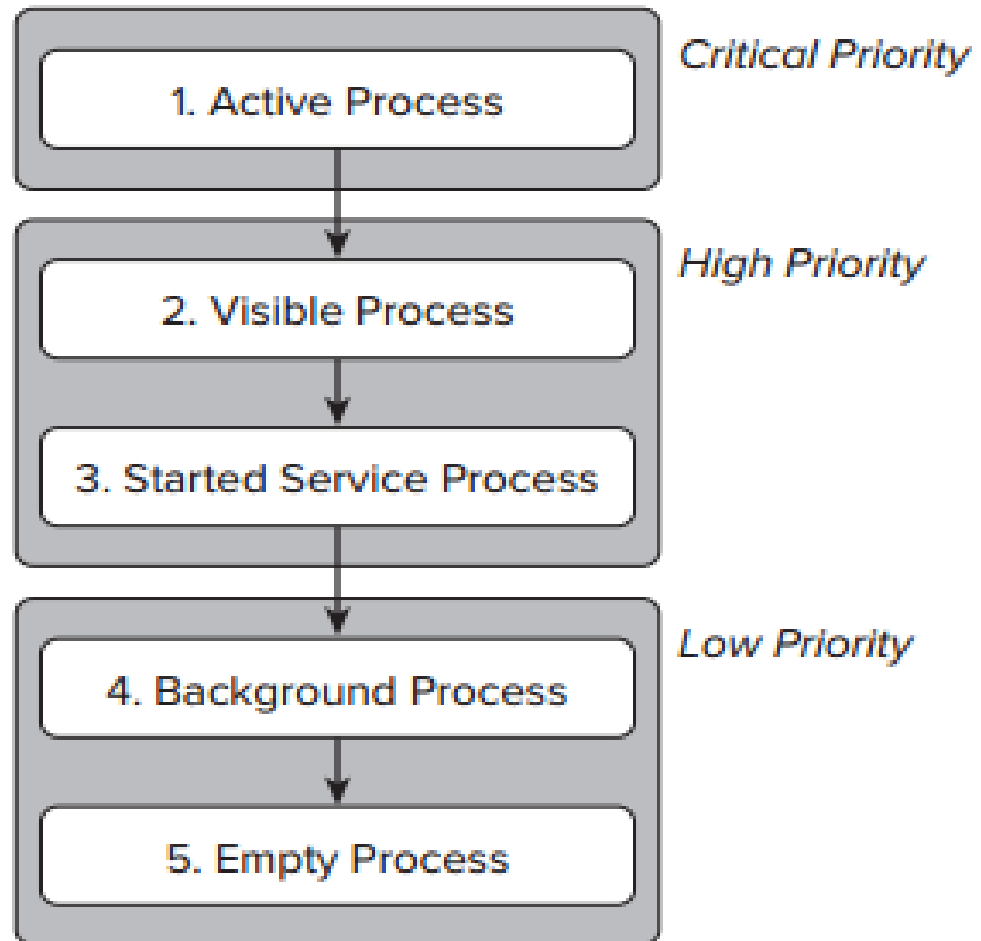 Critical Priority
1. Active Process
High Priority
2. Visible Process
3. Started Service Process
Low Priority
4. Background Process
5. Empty Process